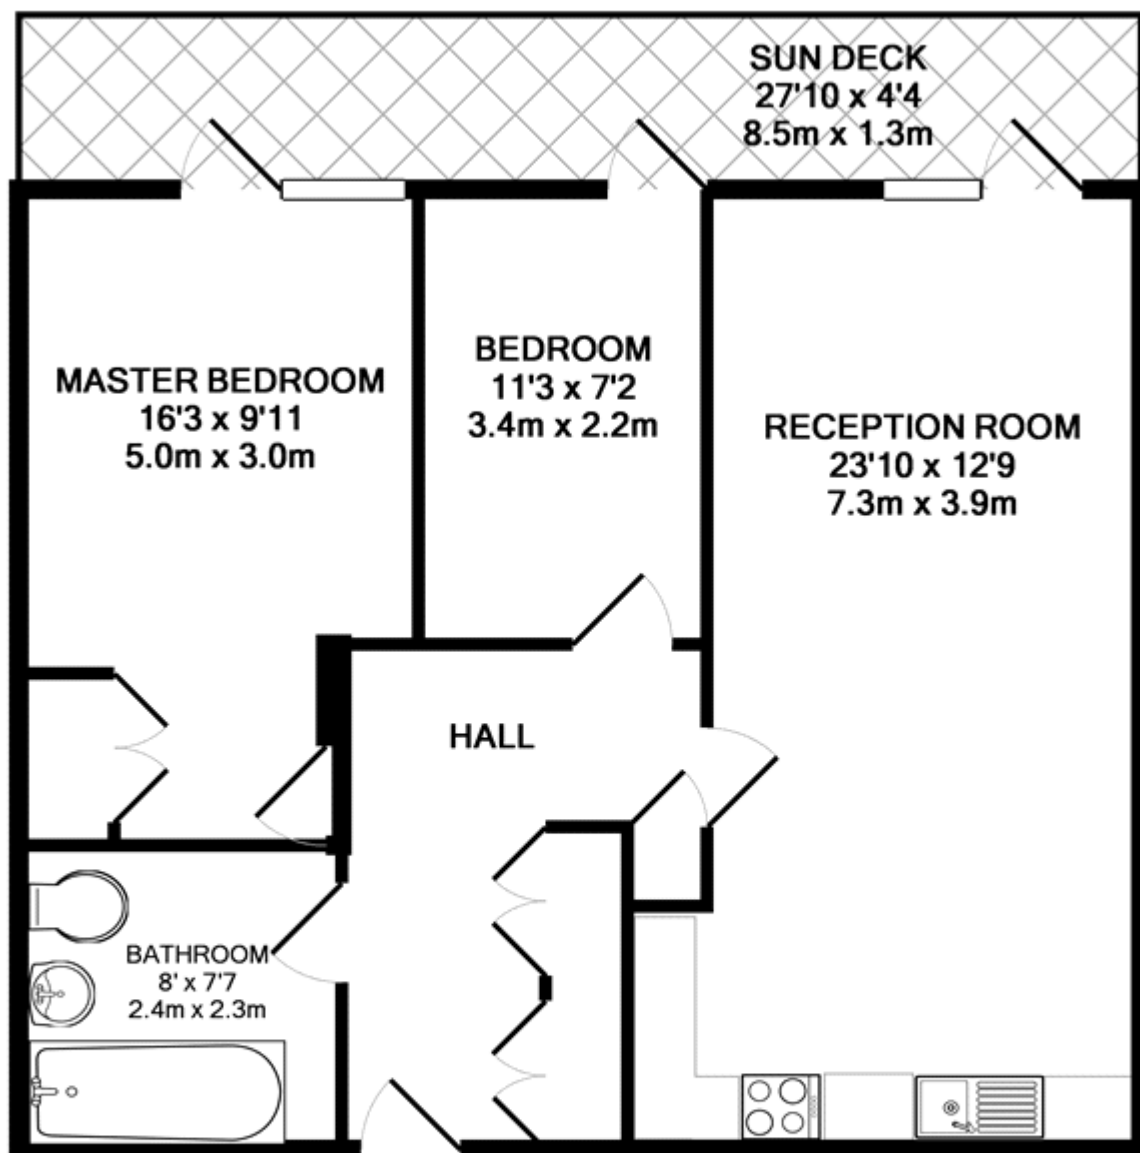 SUN DECK
27'10 x 4'4
8.5m x 1.3m
MASTER BEDROOM
16'3 x 9'11
5.0m x 3.0m
BEDROOM
11'3 x 7'2
3.4m x 2.2m
RECEPTION ROOM
23'10 x 12'9
7.3m x 3.9m
HALL
BATHROOM
8' x 7'7
2.4m x 2.3m